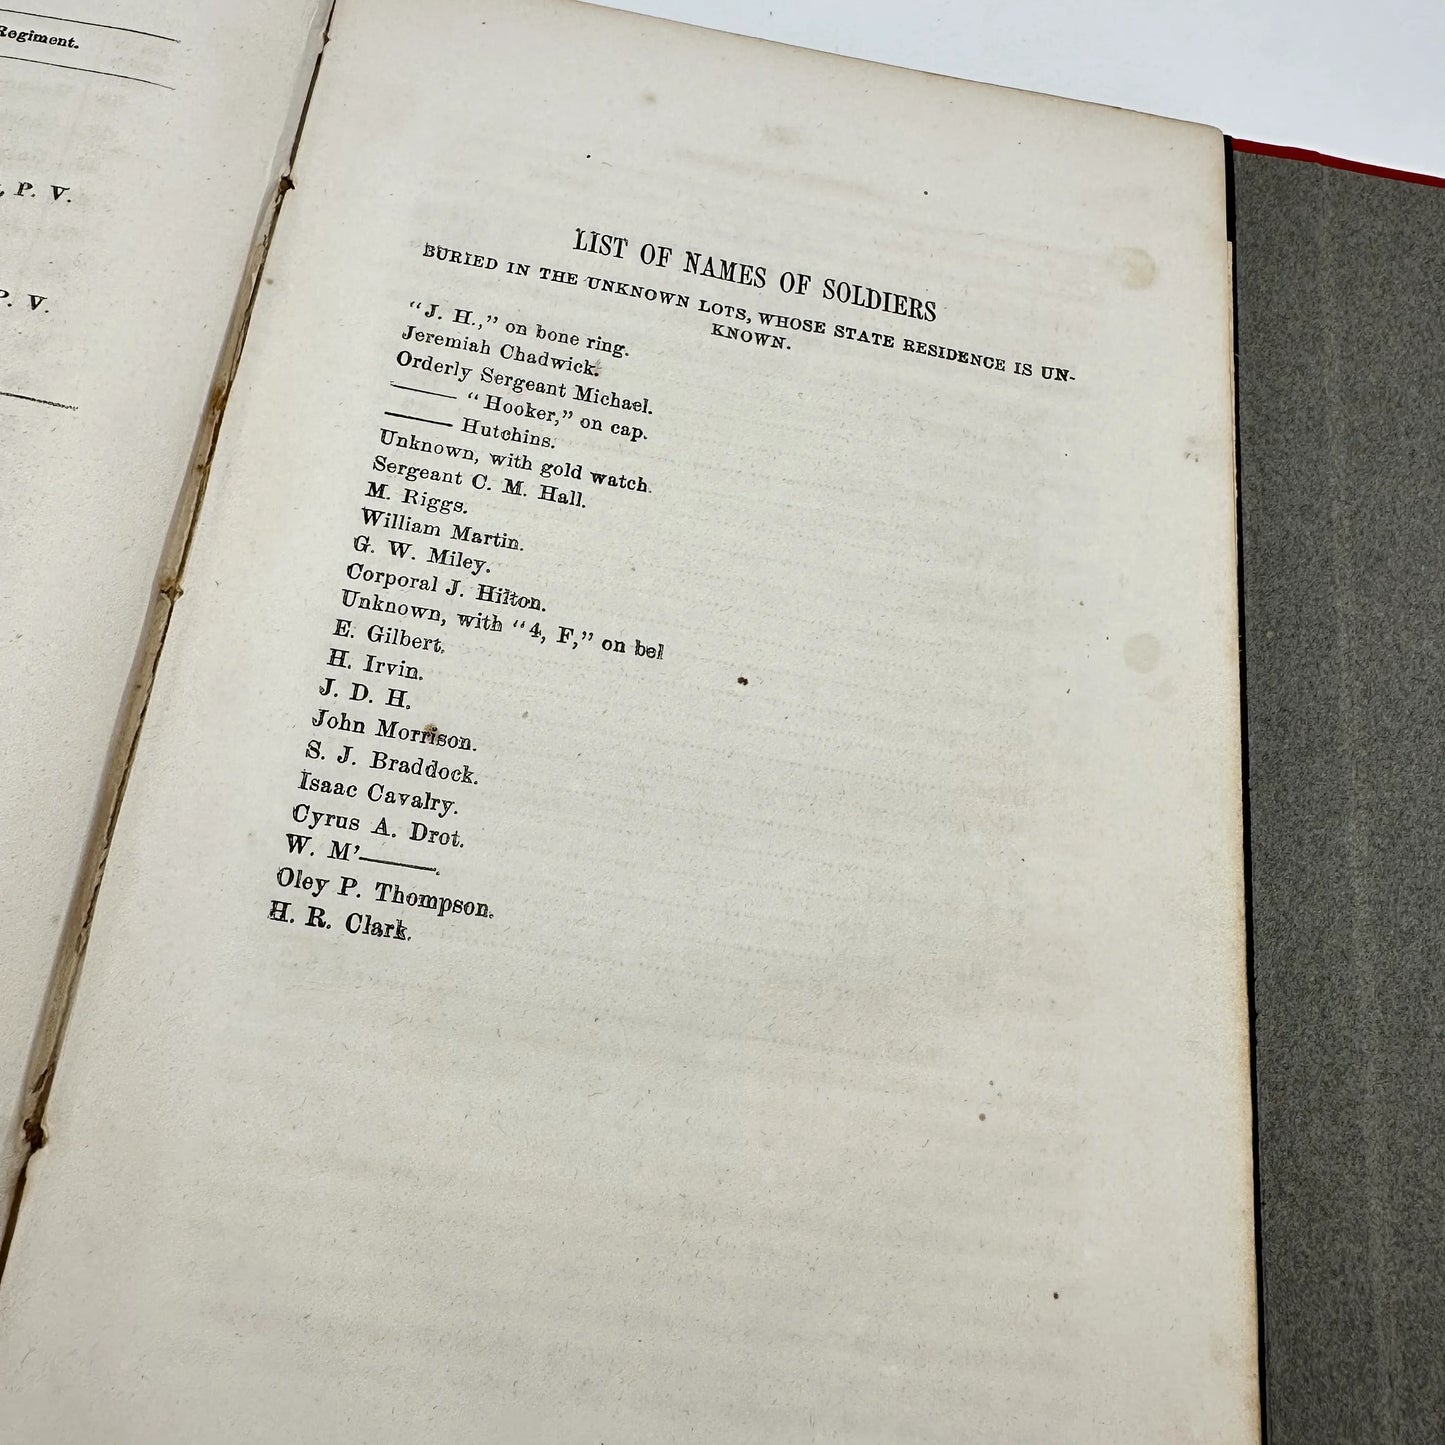 Regiment.
P. V.
P. V.
LIST OF NAMES OF SOLDIERS
BURIED IN THE UNKNOWN LOTS, WHOSE STATE RESIDENCE IS UN-
KNOWN.
"J. H.," on bone ring.
Jeremiah Chadwick.
Orderly Sergeant Michael.
—— "Hooker," on cap.
—— Hutchins.
Unknown, with gold watch.
Sergeant C. M. Hall.
M. Riggs.
William Martin.
G. W. Miley.
Corporal J. Hilton.
Unknown, with "4, F," on bel
E. Gilbert.
H. Irvin.
J. D. H.
John Morrison.
S. J. Braddock.
Isaac Cavalry.
Cyrus A. Drot.
W. M'——.
Oley P. Thompson.
H. R. Clark.